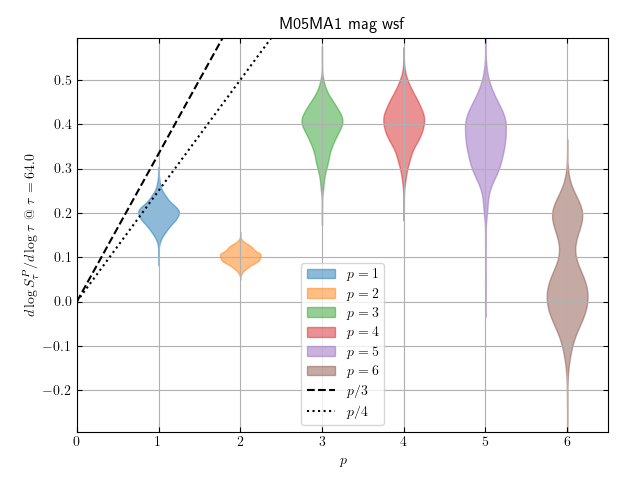 M05MA1 mag wsf
d log S_τ^P / d log τ @ τ = 64.0
0.5
0.4
0.3
0.2
0.1
0.0
−0.1
−0.2
p = 1
p = 2
p = 3
p = 4
p = 5
p = 6
p/3
p/4
0 1 2 3 4 5 6
p